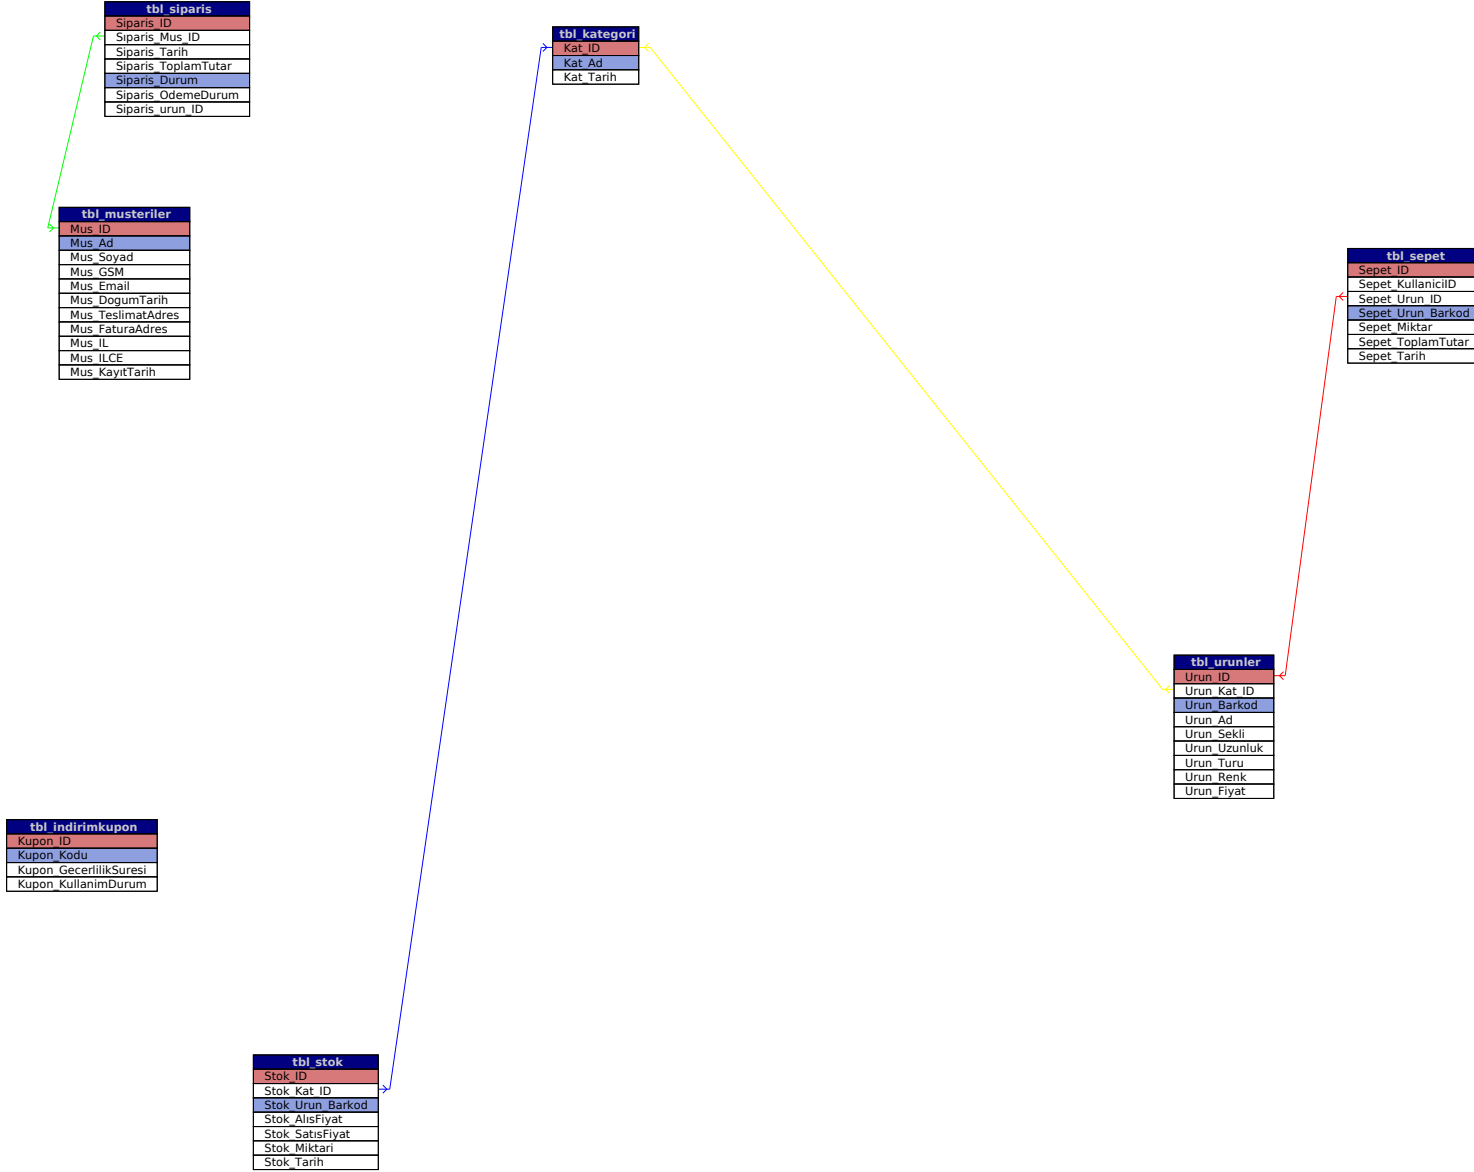 tbl_siparis
Siparis_ID
Siparis_Mus_ID
Siparis_Tarih
Siparis_ToplamTutar
Siparis_Durum
Siparis_OdemeDurum
Siparis_urun_ID
tbl_kategori
Kat_ID
Kat_Ad
Kat_Tarih
tbl_musteriler
Mus_ID
Mus_Ad
Mus_Soyad
Mus_GSM
Mus_Email
Mus_DogumTarih
Mus_TeslimatAdres
Mus_FaturaAdres
Mus_IL
Mus_ILCE
Mus_KayıtTarih
tbl_sepet
Sepet_ID
Sepet_KullaniciID
Sepet_Urun_ID
Sepet_Urun_Barkod
Sepet_Miktar
Sepet_ToplamTutar
Sepet_Tarih
tbl_urunler
Urun_ID
Urun_Kat_ID
Urun_Barkod
Urun_Ad
Urun_Sekli
Urun_Uzunluk
Urun_Turu
Urun_Renk
Urun_Fiyat
tbl_indirimkupon
Kupon_ID
Kupon_Kodu
Kupon_GecerlilikSuresi
Kupon_KullanimDurum
tbl_stok
Stok_ID
Stok_Kat_ID
Stok_Urun_Barkod
Stok_AlısFiyat
Stok_SatısFiyat
Stok_Miktari
Stok_Tarih